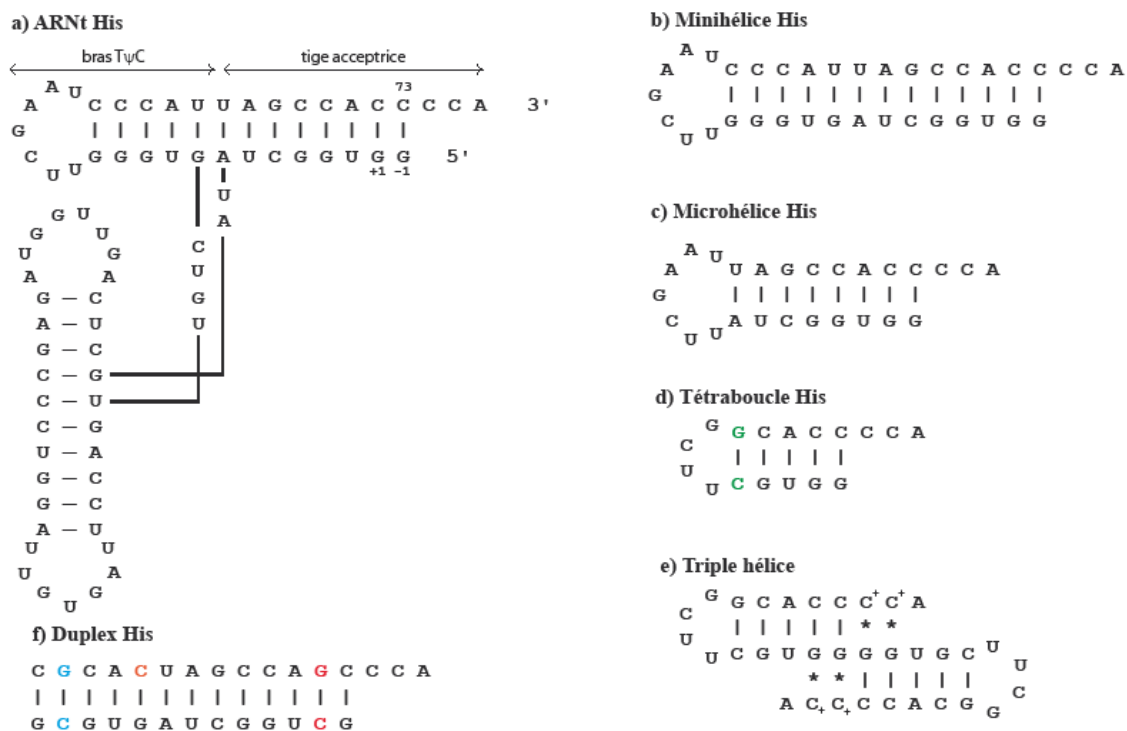 a) ARNt His
bras TψC    tige acceptrice
73
A U
A C C C A U U A G C C A C C C C A 3'
G
C U U G G G U G A U C G G U G G 5'
+1 -1
U
A
G U
G U
U G
A A
C
U
G
U
G – C
A – U
G – C
C – G
C – U
C – G
U – A
G – C
G – C
A – U
U U
U A
G G
U
b) Minihélice His
A U
A C C C A U U A G C C A C C C C A
G
C U U G G G U G A U C G G U G G
c) Microhélice His
A U
A U A G C C A C C C C A
G
C U U A U C G G U G G
d) Tétraboucle His
G G C A C C C C A
C
U
U C G U G G
e) Triple hélice
G G C A C C C+ C+ A
C
U
* *
U C G U G G G G U G C U
U
C
* *
A C+ C+ C C A C G G
f) Duplex His
C G C A C U A G C C A G C C C A
G C G U G A U C G G U C G